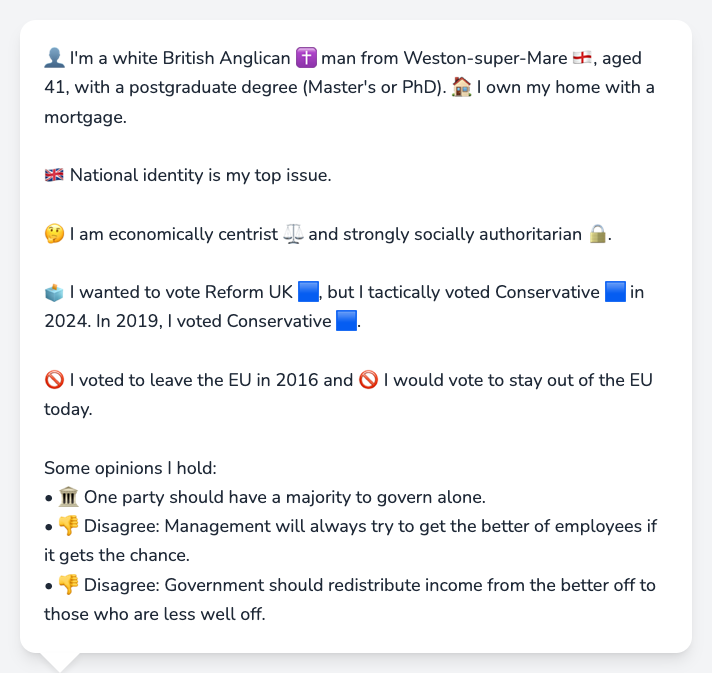 👤 I'm a white British Anglican ✝️ man from Weston-super-Mare 🏴󠁧󠁢󠁥󠁮󠁧󠁿, aged
41, with a postgraduate degree (Master's or PhD). 🏠 I own my home with a
mortgage.
🇬🇧 National identity is my top issue.
🤔 I am economically centrist ⚖️ and strongly socially authoritarian 🔒.
🗳️ I wanted to vote Reform UK 🟦, but I tactically voted Conservative 🟦 in
2024. In 2019, I voted Conservative 🟦.
🚫 I voted to leave the EU in 2016 and 🚫 I would vote to stay out of the EU
today.
Some opinions I hold:
• 🏛️ One party should have a majority to govern alone.
• 👎 Disagree: Management will always try to get the better of employees if
it gets the chance.
• 👎 Disagree: Government should redistribute income from the better off to
those who are less well off.